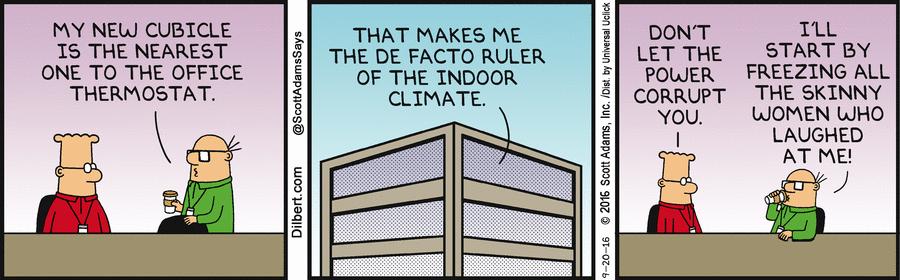 MY NEW CUBICLE
IS THE NEAREST
ONE TO THE OFFICE
THERMOSTAT.
Dilbert.com @ScottAdamsSays
THAT MAKES ME
THE DE FACTO RULER
OF THE INDOOR
CLIMATE.
9-20-16 © 2016 Scott Adams, Inc. /Dist. by Universal Uclick
DON'T
LET THE
POWER
CORRUPT
YOU.
I'LL
START BY
FREEZING ALL
THE SKINNY
WOMEN WHO
LAUGHED
AT ME!